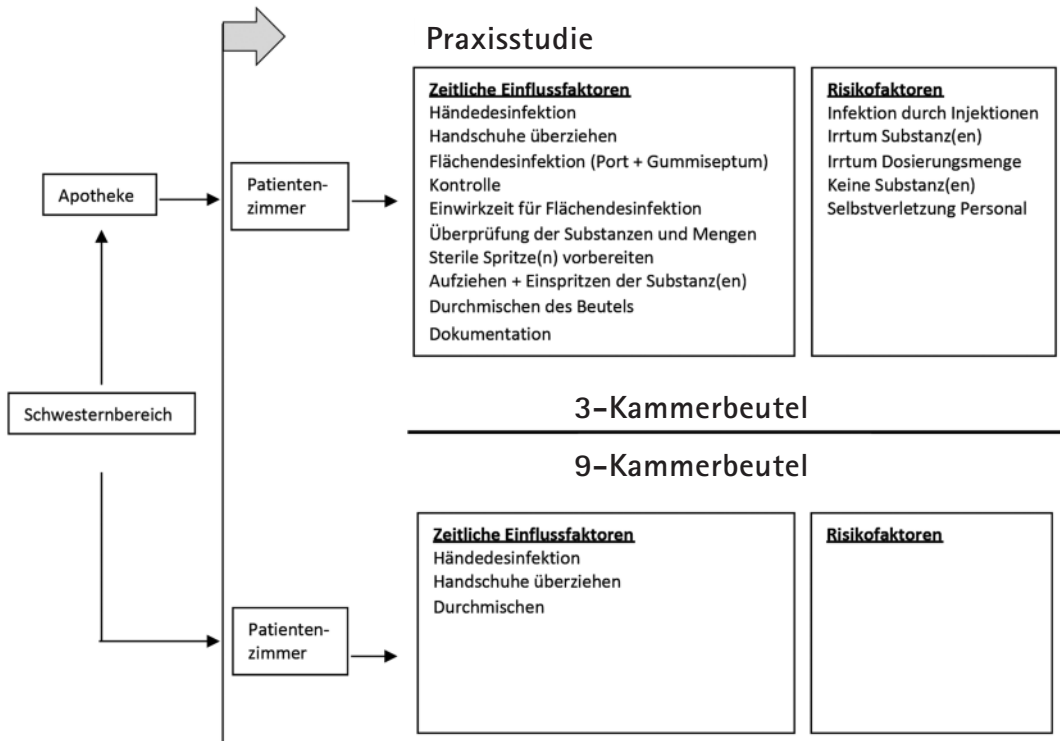 Praxisstudie
Zeitliche Einflussfaktoren
Händedesinfektion
Handschuhe überziehen
Flächendesinfektion (Port + Gummiseptum)
Kontrolle
Einwirkzeit für Flächendesinfektion
Überprüfung der Substanzen und Mengen
Sterile Spritze(n) vorbereiten
Aufziehen + Einspritzen der Substanz(en)
Durchmischen des Beutels
Dokumentation
Risikofaktoren
Infektion durch Injektionen
Irrtum Substanz(en)
Irrtum Dosierungsmenge
Keine Substanz(en)
Selbstverletzung Personal
Apotheke
Patienten-
zimmer
Schwesternbereich
3-Kammerbeutel
9-Kammerbeutel
Zeitliche Einflussfaktoren
Händedesinfektion
Handschuhe überziehen
Durchmischen
Risikofaktoren
Patienten-
zimmer